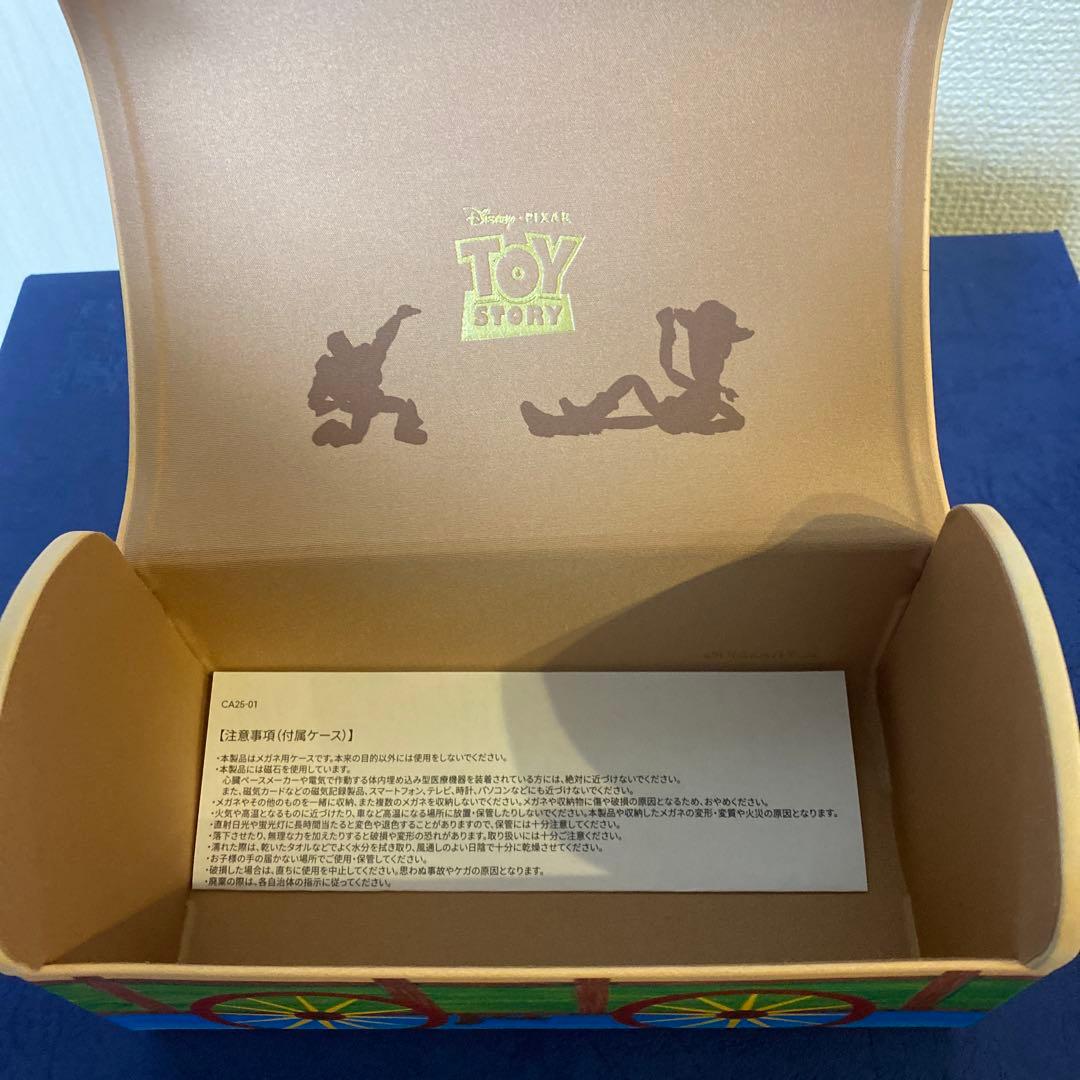 Disney・PIXAR
TOY
STORY
CA25-01
【注意事項(付属ケース)】
・本製品はメガネ用ケースです。本来の目的以外には使用をしないでください。
・本製品には磁石を使用しています。
心臓ペースメーカーや電気で作動する体内埋め込み型医療機器を装着されている方には、絶対に近づけないでください。
また、磁気カードなどの磁気記録製品、スマートフォン、テレビ、時計、パソコンなどにも近づけないでください。
・メガネやその他のものを一緒に収納、また複数のメガネを収納しないでください。メガネや収納物に傷や破損の原因となるため、おやめください。
・火気や高温となるものに近づけたり、車など高温になる場所に放置・保管したりしないでください。本製品や収納したメガネの変形・変質や火災の原因となります。
・直射日光や蛍光灯に長時間当たると変色や退色することがありますので、保管には十分注意してください。
・落下させたり、無理な力を加えたりすると破損や変形の恐れがあります。取り扱いには十分ご注意ください。
・濡れた際は、乾いたタオルなどでよく水分を拭き取り、風通しのよい日陰で十分に乾燥させてください。
・お子様の手の届かない場所でご使用・保管してください。
・破損した場合は、直ちに使用を中止してください。思わぬ事故やケガの原因となります。
・廃棄の際は、各自治体の指示に従ってください。